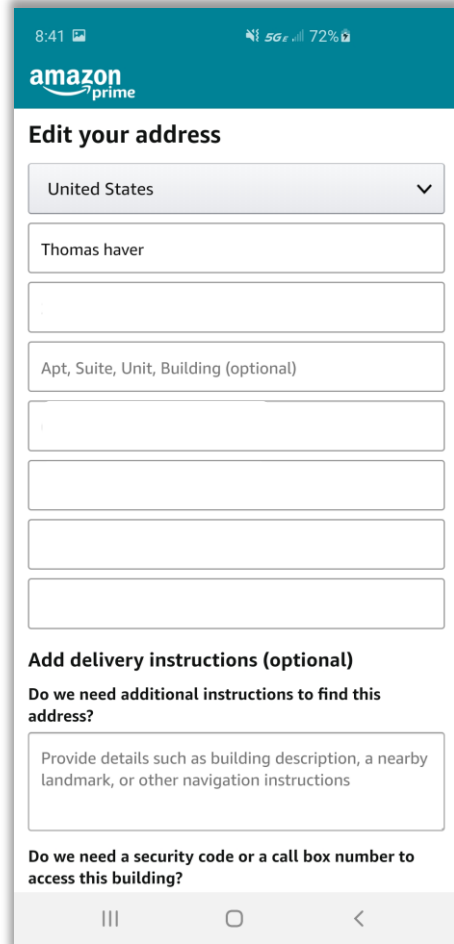 8:41 5GE 72%
amazon
prime
Edit your address
United States
Thomas haver
Apt, Suite, Unit, Building (optional)
Add delivery instructions (optional)
Do we need additional instructions to find this
address?
Provide details such as building description, a nearby
landmark, or other navigation instructions
Do we need a security code or a call box number to
access this building?